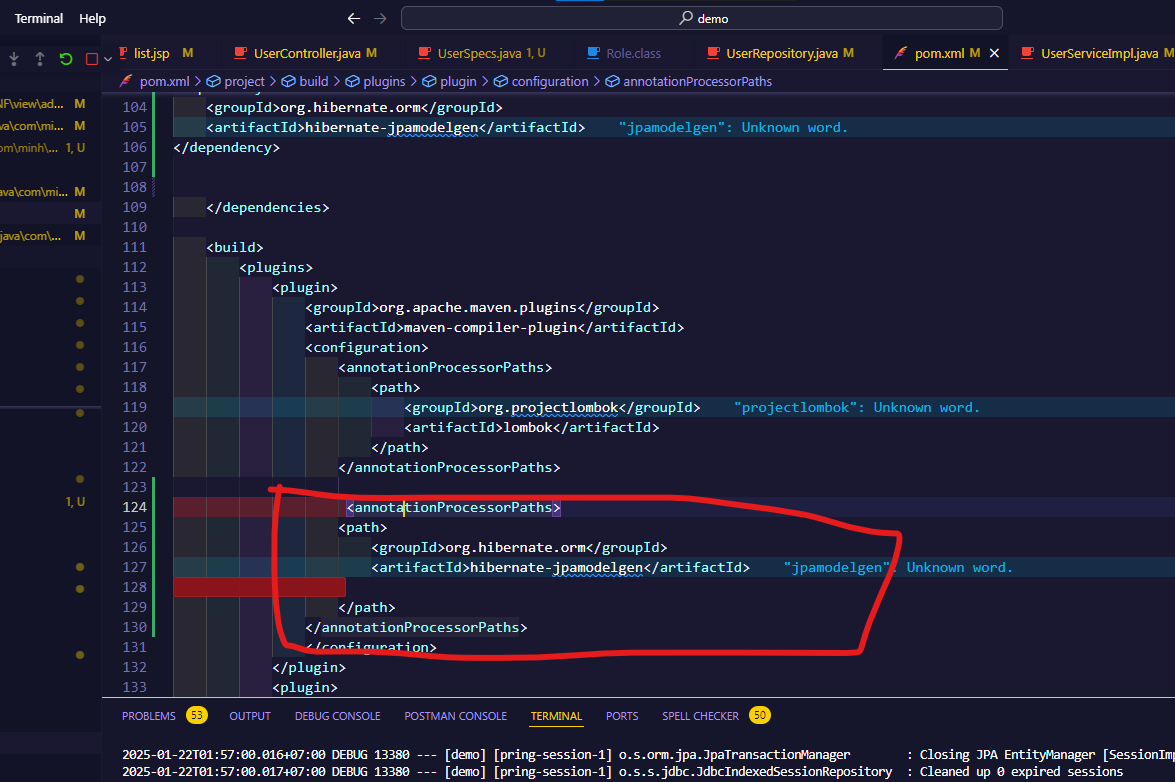 Terminal Help
demo
list.jsp M UserController.java M UserSpecs.java 1, U Role.class UserRepository.java M pom.xml M UserServiceImpl.java M
pom.xml > project > build > plugins > plugin > configuration > annotationProcessorPaths
NF\view\ad... M
va\com\mi... M
om\minh\... 1, U
ava\com\mi... M
M
java\com\... M
1, U
104 <groupId>org.hibernate.orm</groupId>
105 <artifactId>hibernate-jpamodelgen</artifactId> "jpamodelgen": Unknown word.
106 </dependency>
107
108
109 </dependencies>
110
111 <build>
112 <plugins>
113 <plugin>
114 <groupId>org.apache.maven.plugins</groupId>
115 <artifactId>maven-compiler-plugin</artifactId>
116 <configuration>
117 <annotationProcessorPaths>
118 <path>
119 <groupId>org.projectlombok</groupId> "projectlombok": Unknown word.
120 <artifactId>lombok</artifactId>
121 </path>
122 </annotationProcessorPaths>
123
124 <annotationProcessorPaths>
125 <path>
126 <groupId>org.hibernate.orm</groupId>
127 <artifactId>hibernate-jpamodelgen</artifactId> "jpamodelgen": Unknown word.
128
129 </path>
130 </annotationProcessorPaths>
131 </configuration>
132 </plugin>
133 <plugin>
PROBLEMS 53 OUTPUT DEBUG CONSOLE POSTMAN CONSOLE TERMINAL PORTS SPELL CHECKER 50
2025-01-22T01:57:00.016+07:00 DEBUG 13380 --- [demo] [pring-session-1] o.s.orm.jpa.JpaTransactionManager : Closing JPA EntityManager [SessionImp
2025-01-22T01:57:00.017+07:00 DEBUG 13380 --- [demo] [pring-session-1] o.s.s.jdbc.JdbcIndexedSessionRepository : Cleaned up 0 expired sessions